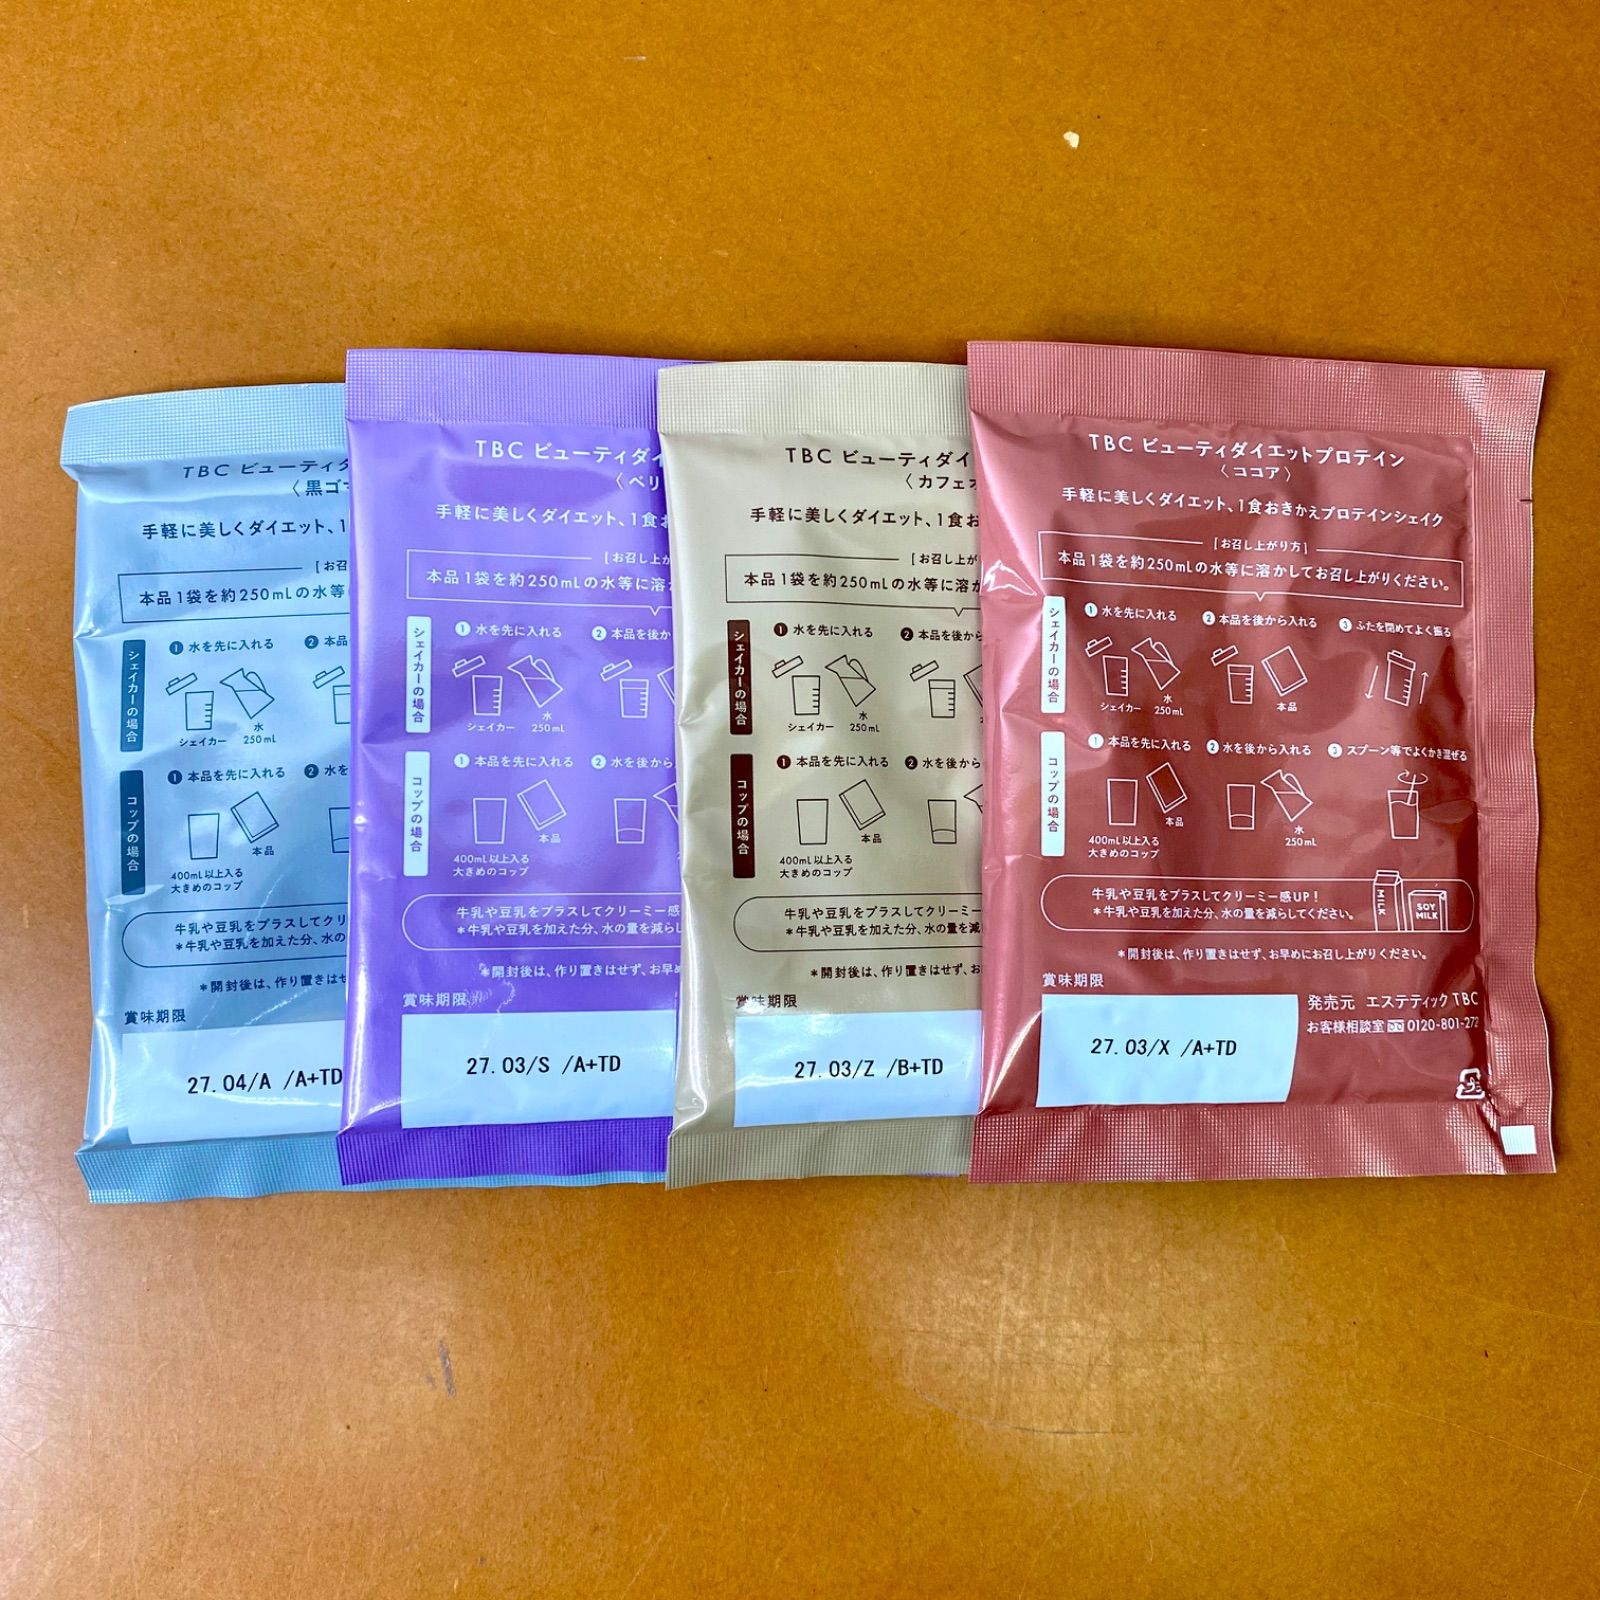 TBC ビューティダ
〈 黒ゴマ
手軽に美しくダイエット、1
[お召
本品1袋を約250mLの水等
シェイカーの場合
① 水を先に入れる
② 本品
シェイカー
水
250mL
コップの場合
① 本品を先に入れる
② 水を
本品
400mL以上入る
大きめのコップ
牛乳や豆乳をプラスしてクリ
*牛乳や豆乳を加えた分、水の
*開封後は、作り置きはせ
賞味期限
27.04/A /A+TD
TBC ビューティダイ
〈 ベリ
手軽に美しくダイエット、1食お
[お召し上が
本品1袋を約250mLの水等に溶か
シェイカーの場合
① 水を先に入れる
② 本品を後か
シェイカー
水
250mL
コップの場合
① 本品を先に入れる
② 水を後から
本品
400mL以上入る
大きめのコップ
牛乳や豆乳をプラスしてクリーミー感
*牛乳や豆乳を加えた分、水の量を減らし
*開封後は、作り置きはせず、お早め
賞味期限
27.03/S /A+TD
TBC ビューティダイ
〈 カフェオ
手軽に美しくダイエット、1食お
[お召し上が
本品1袋を約250mLの水等に溶か
シェイカーの場合
① 水を先に入れる
② 本品を後から
シェイカー
水
250mL
コップの場合
① 本品を先に入れる
② 水を後から
本品
400mL以上入る
大きめのコップ
牛乳や豆乳をプラスしてクリーミー
*牛乳や豆乳を加えた分、水の量を減
*開封後は、作り置きはせず、お
賞味期限
27.03/Z /B+TD
TBC ビューティダイエットプロテイン
〈 ココア 〉
手軽に美しくダイエット、1食おきかえプロテインシェイク
[お召し上がり方]
本品1袋を約250mLの水等に溶かしてお召し上がりください。
シェイカーの場合
① 水を先に入れる
② 本品を後から入れる
③ ふたを閉めてよく振る
シェイカー
水
250mL
本品
コップの場合
① 本品を先に入れる
② 水を後から入れる
③ スプーン等でよくかき混ぜる
本品
400mL以上入る
大きめのコップ
水
250mL
牛乳や豆乳をプラスしてクリーミー感UP！
*牛乳や豆乳を加えた分、水の量を減らしてください。
MILK
SOY
MILK
*開封後は、作り置きはせず、お早めにお召し上がりください。
賞味期限
27.03/X /A+TD
発売元 エステティックTBC
お客様相談室 0120-801-272
プラ